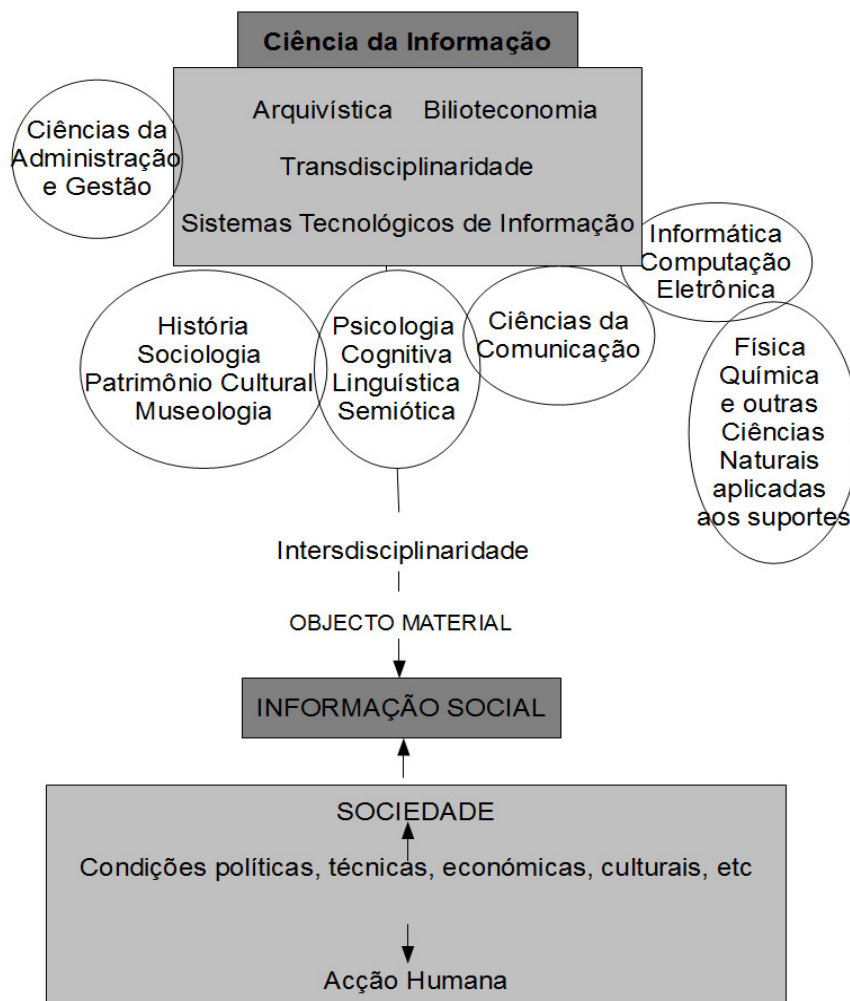 Ciência da Informação
Arquivística Bilioteconomia
Transdisciplinaridade
Sistemas Tecnológicos de Informação
Ciências da
Administração
e Gestão
Informática
Computação
Eletrônica
História
Sociologia
Patrimônio Cultural
Museologia
Psicologia
Cognitiva
Linguística
Semiótica
Ciências da
Comunicação
Física
Química
e outras
Ciências
Naturais
aplicadas
aos suportes
Intersdisciplinaridade
OBJECTO MATERIAL
INFORMAÇÃO SOCIAL
SOCIEDADE
Condições políticas, técnicas, económicas, culturais, etc
Acção Humana